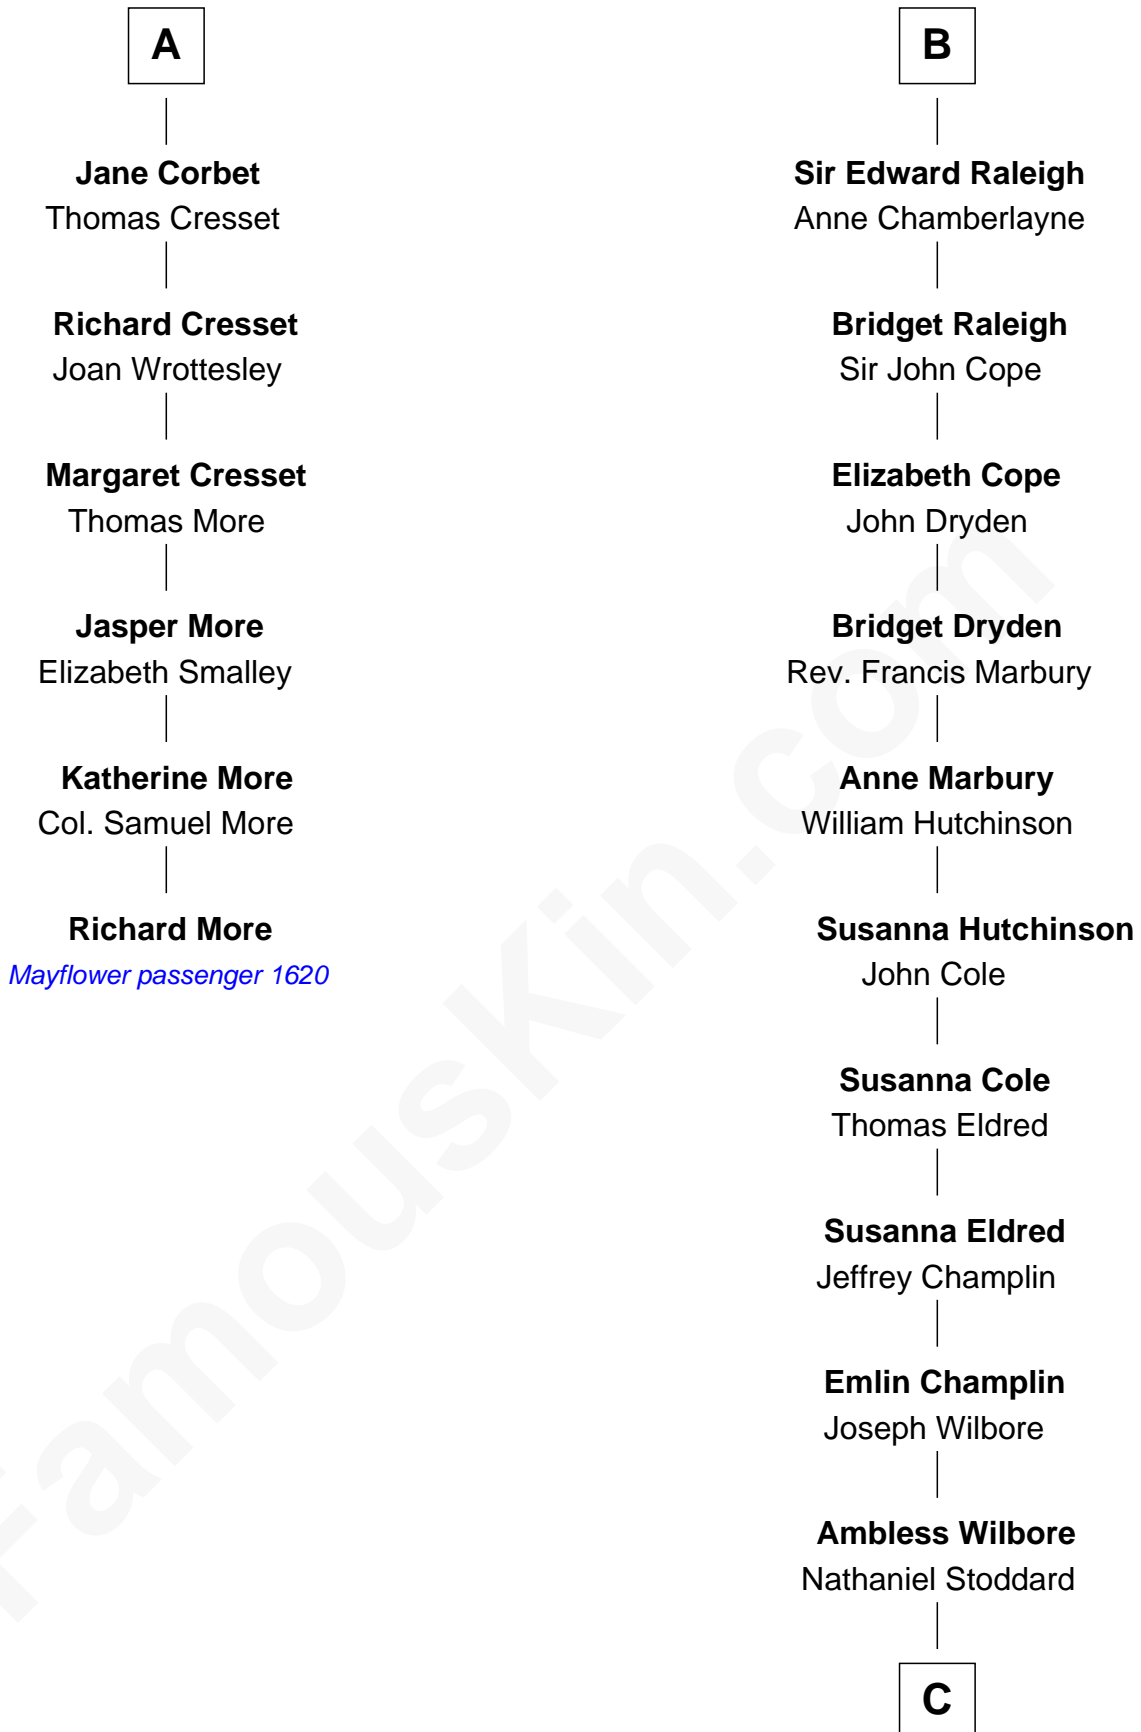 A
Jane Corbet
Thomas Cresset
Richard Cresset
Joan Wrottesley
Margaret Cresset
Thomas More
Jasper More
Elizabeth Smalley
Katherine More
Col. Samuel More
Richard More
Mayflower passenger 1620
B
Sir Edward Raleigh
Anne Chamberlayne
Bridget Raleigh
Sir John Cope
Elizabeth Cope
John Dryden
Bridget Dryden
Rev. Francis Marbury
Anne Marbury
William Hutchinson
Susanna Hutchinson
John Cole
Susanna Cole
Thomas Eldred
Susanna Eldred
Jeffrey Champlin
Emlin Champlin
Joseph Wilbore
Ambless Wilbore
Nathaniel Stoddard
C
FamousKin.com